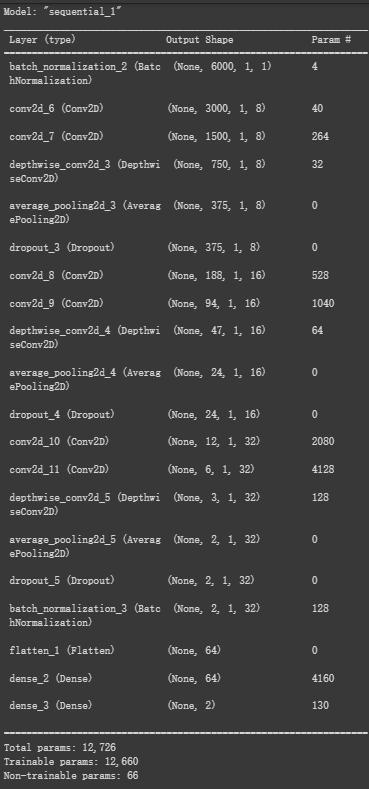 Model: "sequential_1"
Layer (type) Output Shape Param #
batch_normalization_2 (Batc (None, 6000, 1, 1) 4
hNormalization)
conv2d_6 (Conv2D) (None, 3000, 1, 8) 40
conv2d_7 (Conv2D) (None, 1500, 1, 8) 264
depthwise_conv2d_3 (Depthwi (None, 750, 1, 8) 32
seConv2D)
average_pooling2d_3 (Averag (None, 375, 1, 8) 0
ePooling2D)
dropout_3 (Dropout) (None, 375, 1, 8) 0
conv2d_8 (Conv2D) (None, 188, 1, 16) 528
conv2d_9 (Conv2D) (None, 94, 1, 16) 1040
depthwise_conv2d_4 (Depthwi (None, 47, 1, 16) 64
seConv2D)
average_pooling2d_4 (Averag (None, 24, 1, 16) 0
ePooling2D)
dropout_4 (Dropout) (None, 24, 1, 16) 0
conv2d_10 (Conv2D) (None, 12, 1, 32) 2080
conv2d_11 (Conv2D) (None, 6, 1, 32) 4128
depthwise_conv2d_5 (Depthwi (None, 3, 1, 32) 128
seConv2D)
average_pooling2d_5 (Averag (None, 2, 1, 32) 0
ePooling2D)
dropout_5 (Dropout) (None, 2, 1, 32) 0
batch_normalization_3 (Batc (None, 2, 1, 32) 128
hNormalization)
flatten_1 (Flatten) (None, 64) 0
dense_2 (Dense) (None, 64) 4160
dense_3 (Dense) (None, 2) 130
Total params: 12,726
Trainable params: 12,660
Non-trainable params: 66